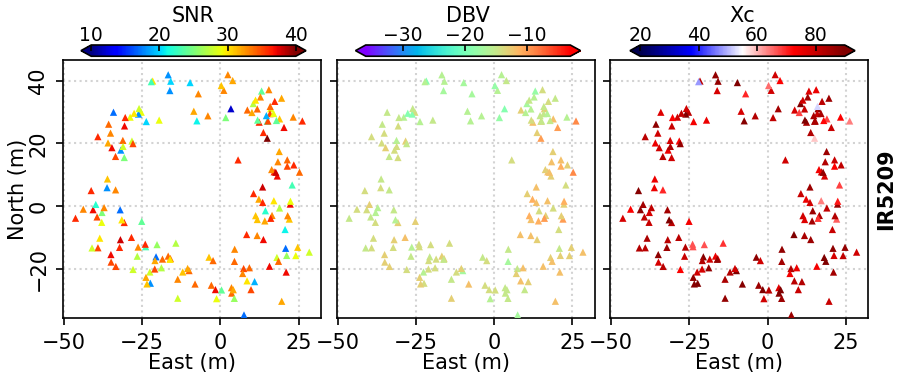 SNR DBV Xc
10 20 30 40 −30 −20 −10 20 40 60 80
40
20
0
−20
North (m)
IR5209
−50 −25 0 25 −50 −25 0 25 −50 −25 0 25
East (m) East (m) East (m)